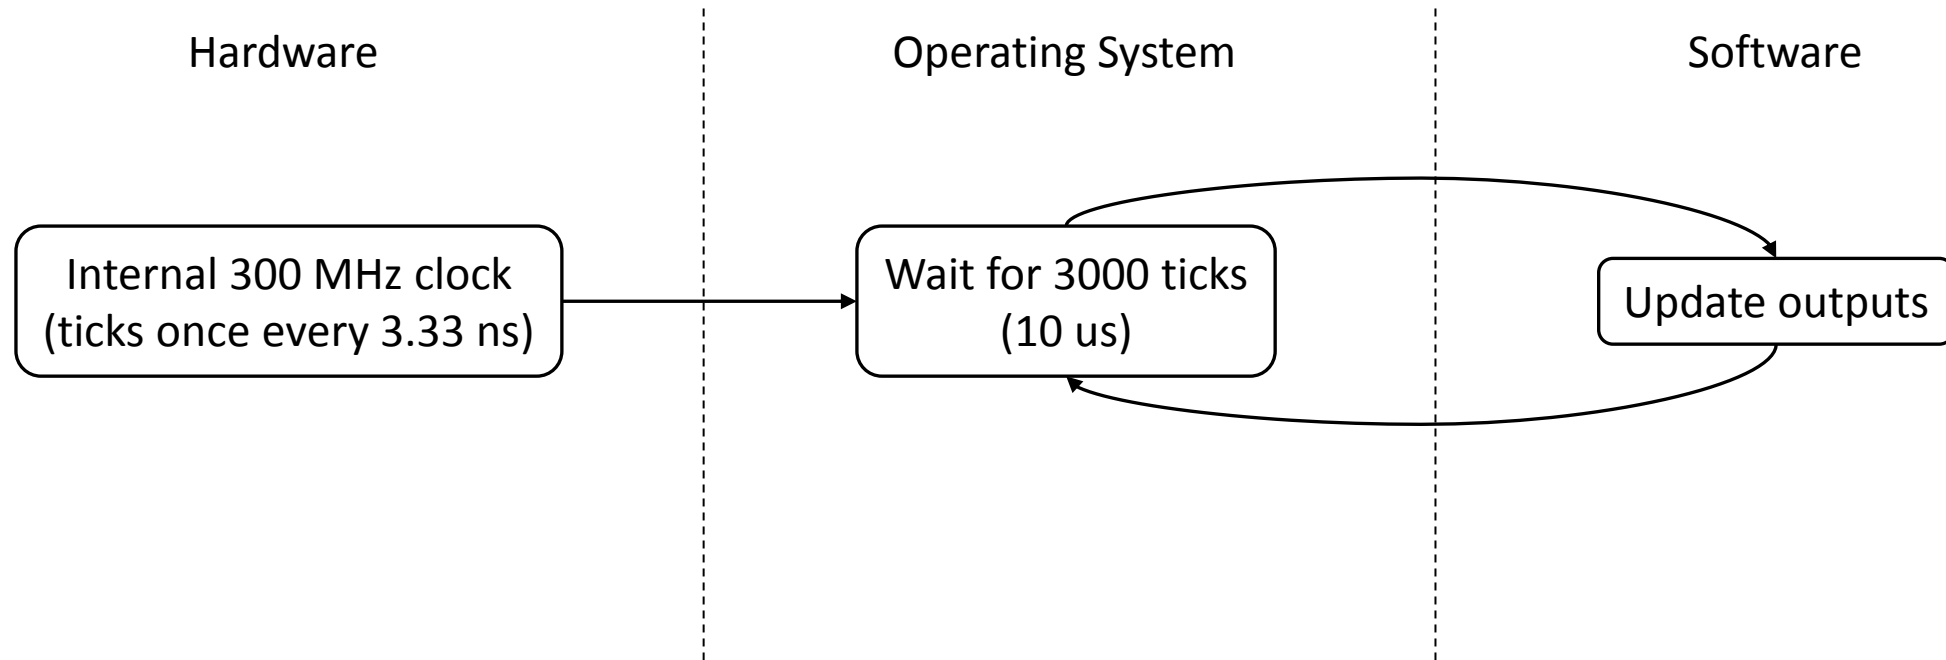 Hardware
Operating System
Software
Internal 300 MHz clock
(ticks once every 3.33 ns)
Wait for 3000 ticks
(10 us)
Update outputs